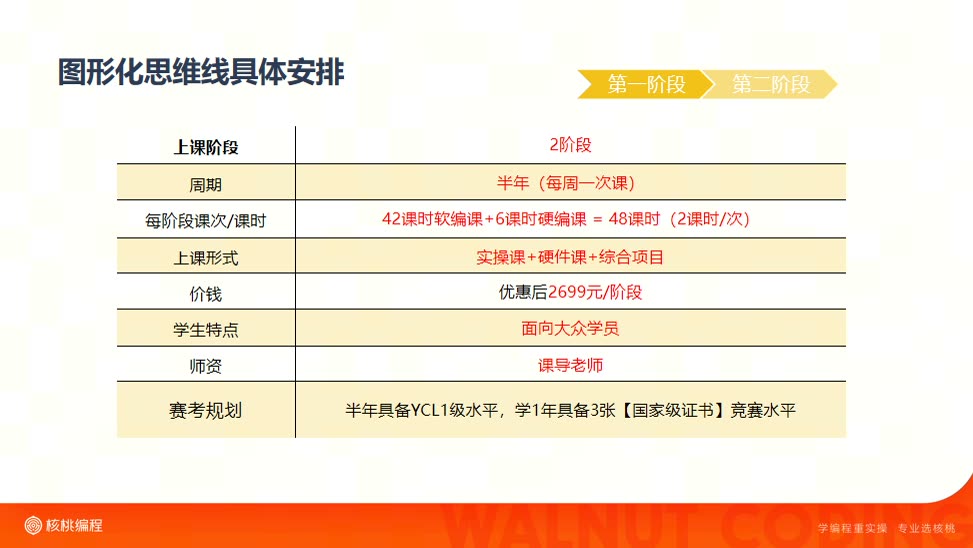 图形化思维线具体安排
第一阶段 第二阶段
上课阶段 2阶段
周期 半年（每周一次课）
每阶段课次/课时 42课时软编课+6课时硬编课 = 48课时（2课时/次）
上课形式 实操课+硬件课+综合项目
价钱 优惠后2699元/阶段
学生特点 面向大众学员
师资 课导老师
赛考规划 半年具备YCL1级水平，学1年具备3张【国家级证书】竞赛水平
WALNUT CODING
核桃编程 学编程重实操 专业选核桃